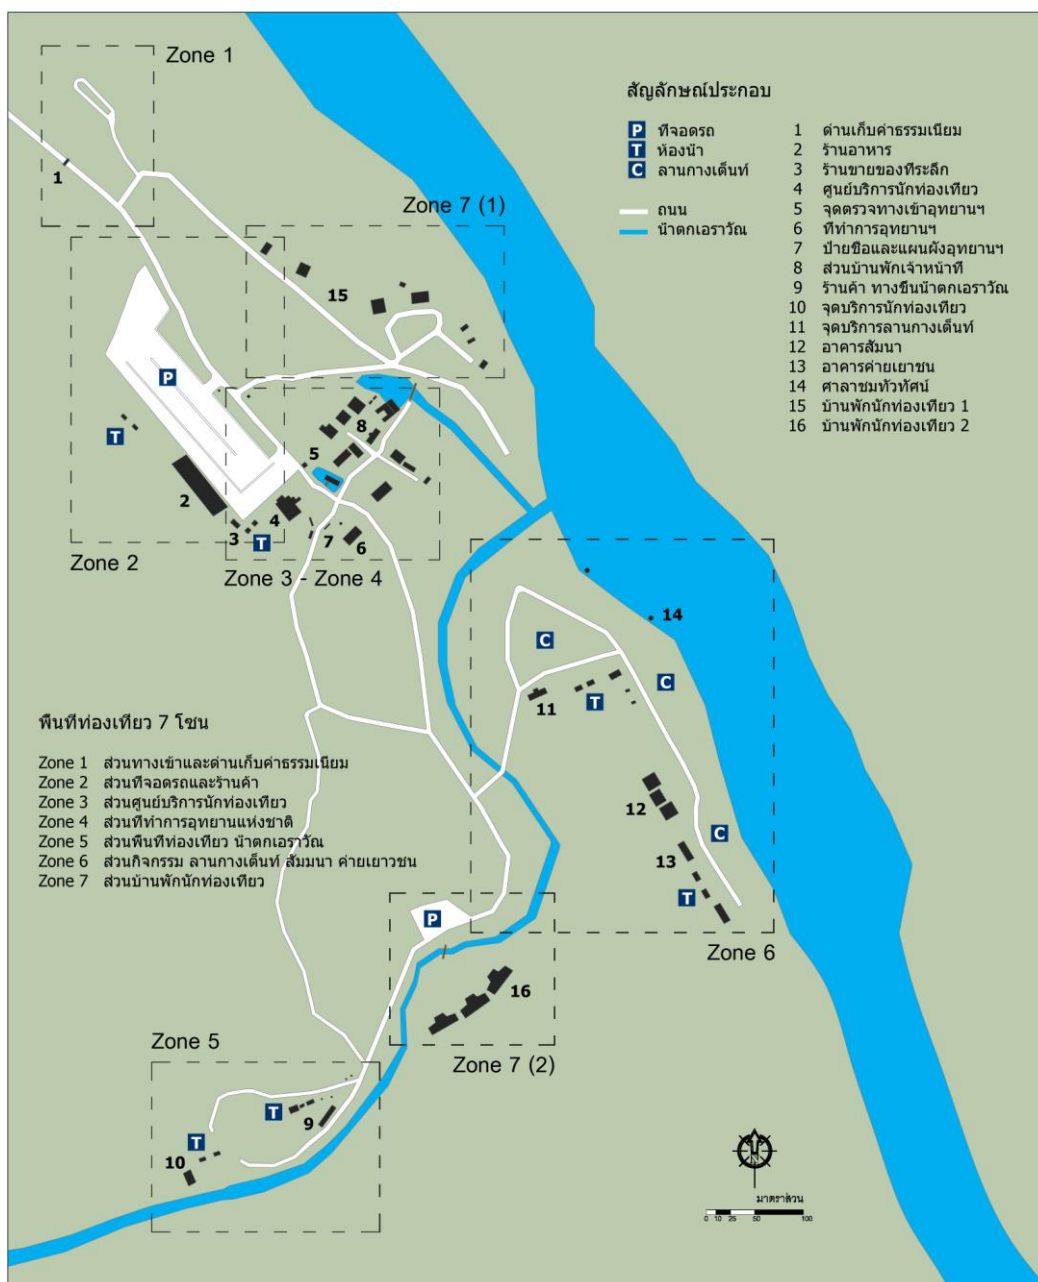 Zone 1
สัญลักษณ์ประกอบ
P ที่จอดรถ
T ห้องน้ำ
C ลานกางเต็นท์
ถนน
น้ำตกเอราวัณ
1 ด่านเก็บค่าธรรมเนียม
2 ร้านอาหาร
3 ร้านขายของที่ระลึก
4 ศูนย์บริการนักท่องเที่ยว
5 จุดตรวจทางเข้าอุทยานฯ
6 ที่ทำการอุทยานฯ
7 ป้ายชื่อและแผนผังอุทยานฯ
8 ส่วนบ้านพักเจ้าหน้าที่
9 ร้านค้า ทางขึ้นน้ำตกเอราวัณ
10 จุดบริการนักท่องเที่ยว
11 จุดบริการลานกางเต็นท์
12 อาคารสัมนา
13 อาคารค่ายเยาชน
14 ศาลาชมทัวทัศน์
15 บ้านพักนักท่องเที่ยว 1
16 บ้านพักนักท่องเที่ยว 2
1
Zone 7 (1)
15
P
T
8
5
2
3
4
T
7
6
Zone 2
Zone 3 - Zone 4
14
C
C
11
T
12
13
C
T
Zone 6
พื้นที่ท่องเที่ยว 7 โซน
Zone 1 ส่วนทางเข้าและด่านเก็บค่าธรรมเนียม
Zone 2 ส่วนที่จอดรถและร้านค้า
Zone 3 ส่วนศูนย์บริการนักท่องเที่ยว
Zone 4 ส่วนที่ทำการอุทยานแห่งชาติ
Zone 5 ส่วนพื้นที่ท่องเที่ยว น้ำตกเอราวัณ
Zone 6 ส่วนกิจกรรม ลานกางเต็นท์ สัมมนา ค่ายเยาวชน
Zone 7 ส่วนบ้านพักนักท่องเที่ยว
P
16
Zone 7 (2)
Zone 5
T
9
T
10
N
มาตราส่วน
0 10 25 50 100